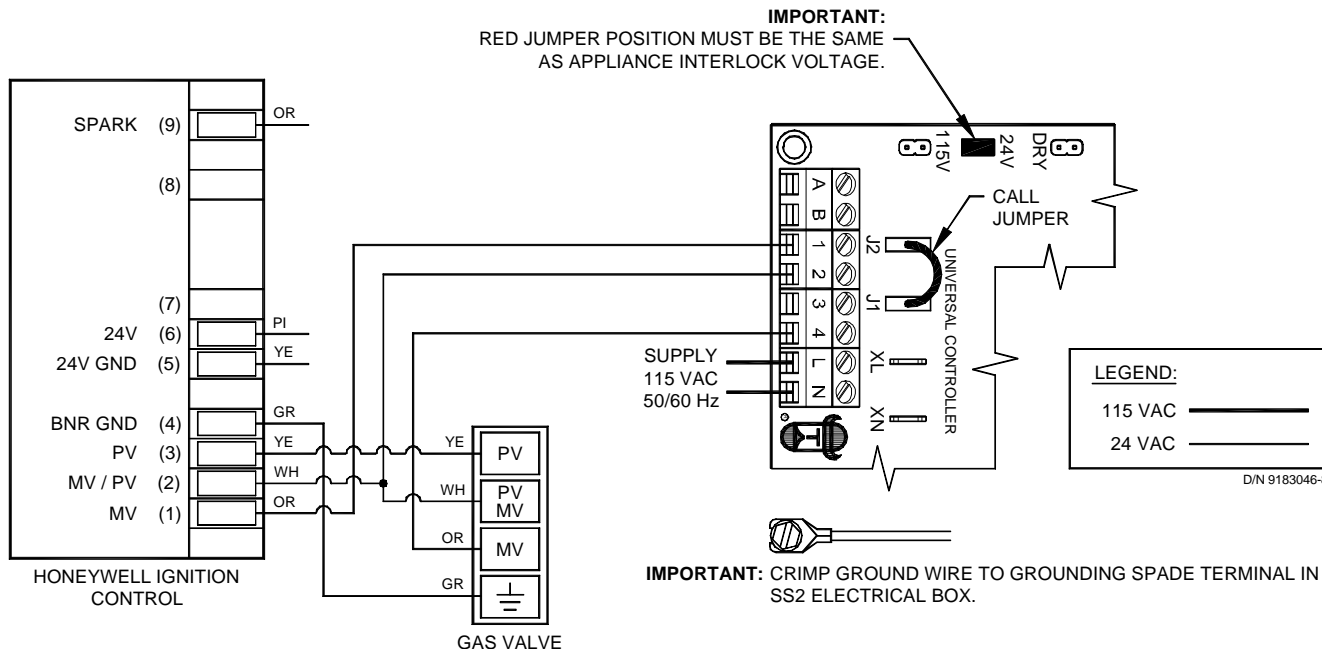 IMPORTANT:
RED JUMPER POSITION MUST BE THE SAME
AS APPLIANCE INTERLOCK VOLTAGE.
SPARK (9)
OR
(8)
(7)
24V (6)
PI
24V GND (5)
YE
BNR GND (4)
GR
PV (3)
YE
MV / PV (2)
WH
MV (1)
OR
HONEYWELL IGNITION
CONTROL
YE
PV
WH
PV
MV
OR
MV
GR
GAS VALVE
115V
24V
DRY
A
B
1
2
3
4
L
N
J2
J1
CALL
JUMPER
UNIVERSAL CONTROLLER
XL
XN
SUPPLY
115 VAC
50/60 Hz
LEGEND:
115 VAC
24 VAC
IMPORTANT: CRIMP GROUND WIRE TO GROUNDING SPADE TERMINAL IN
SS2 ELECTRICAL BOX.